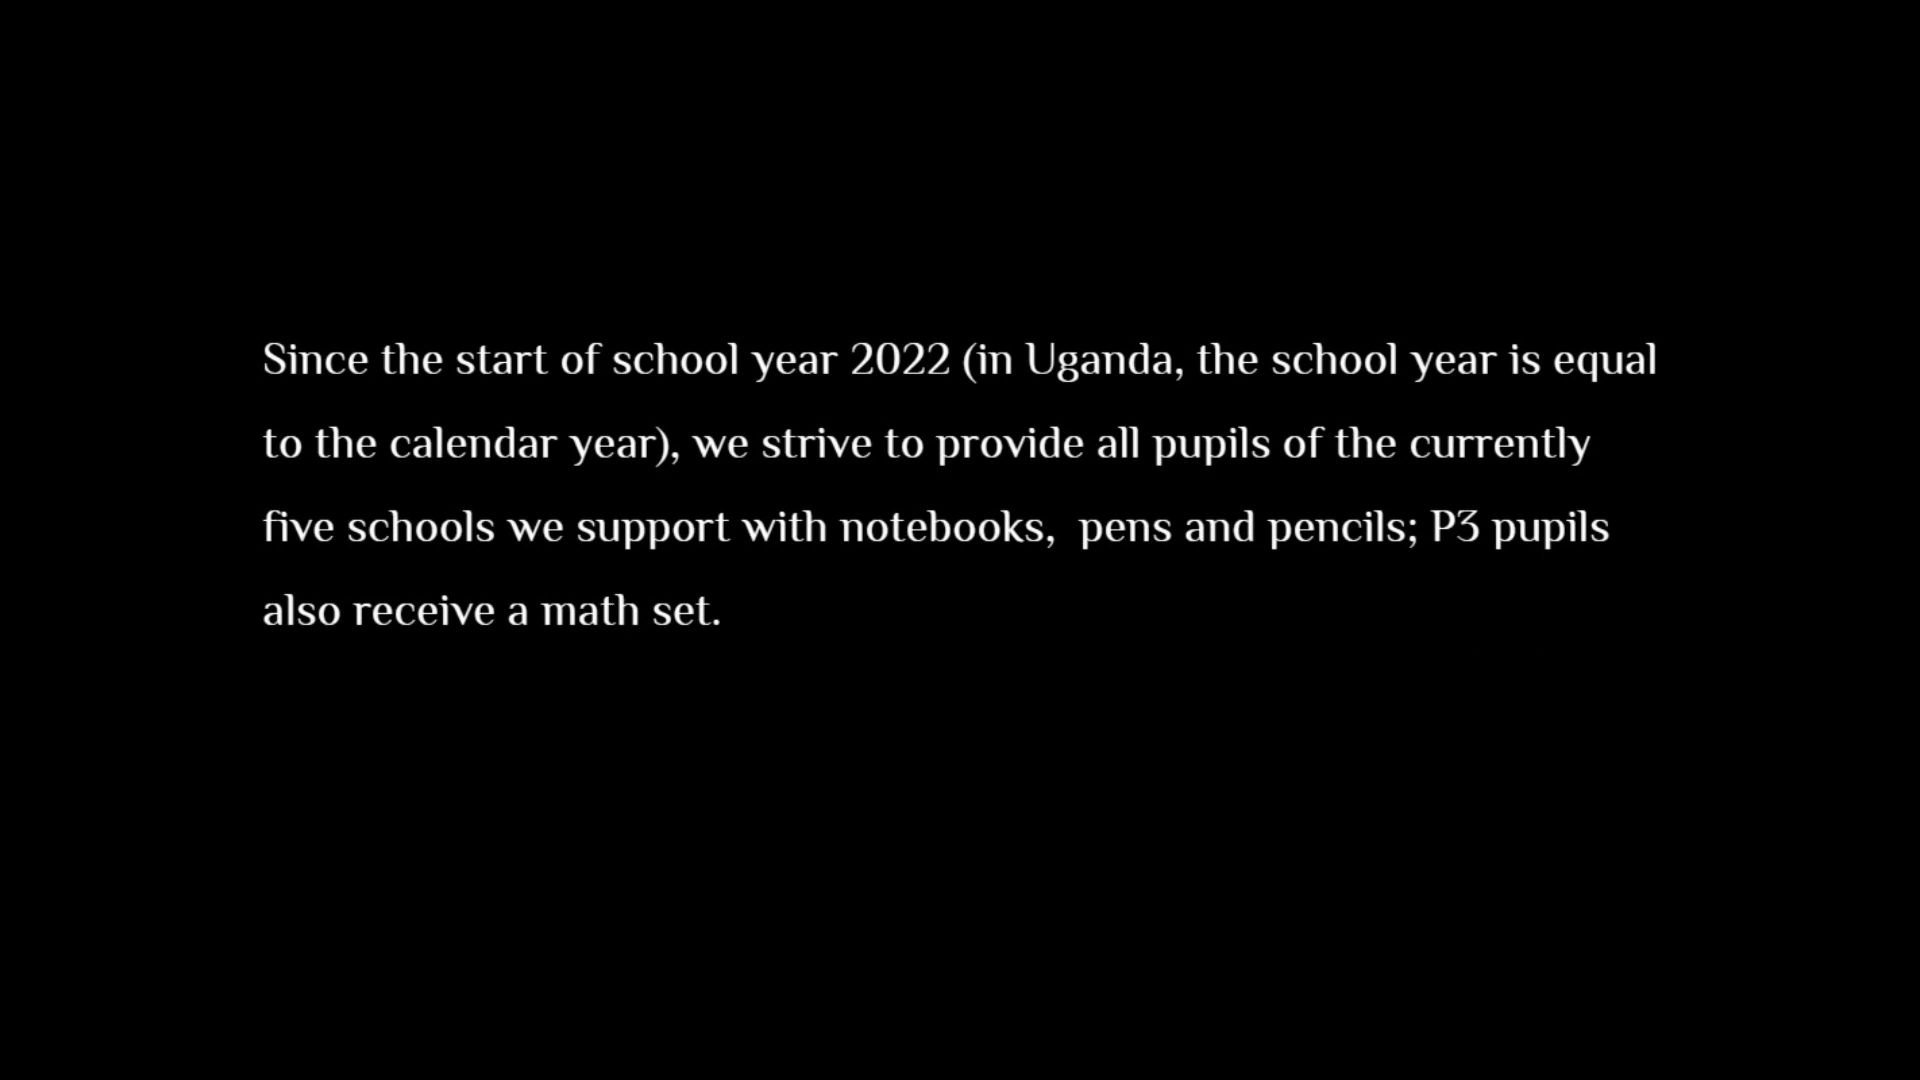 Since the start of school year 2022 (in Uganda, the school year is equal
to the calendar year), we strive to provide all pupils of the currently
five schools we support with notebooks,  pens and pencils; P3 pupils
also receive a math set.